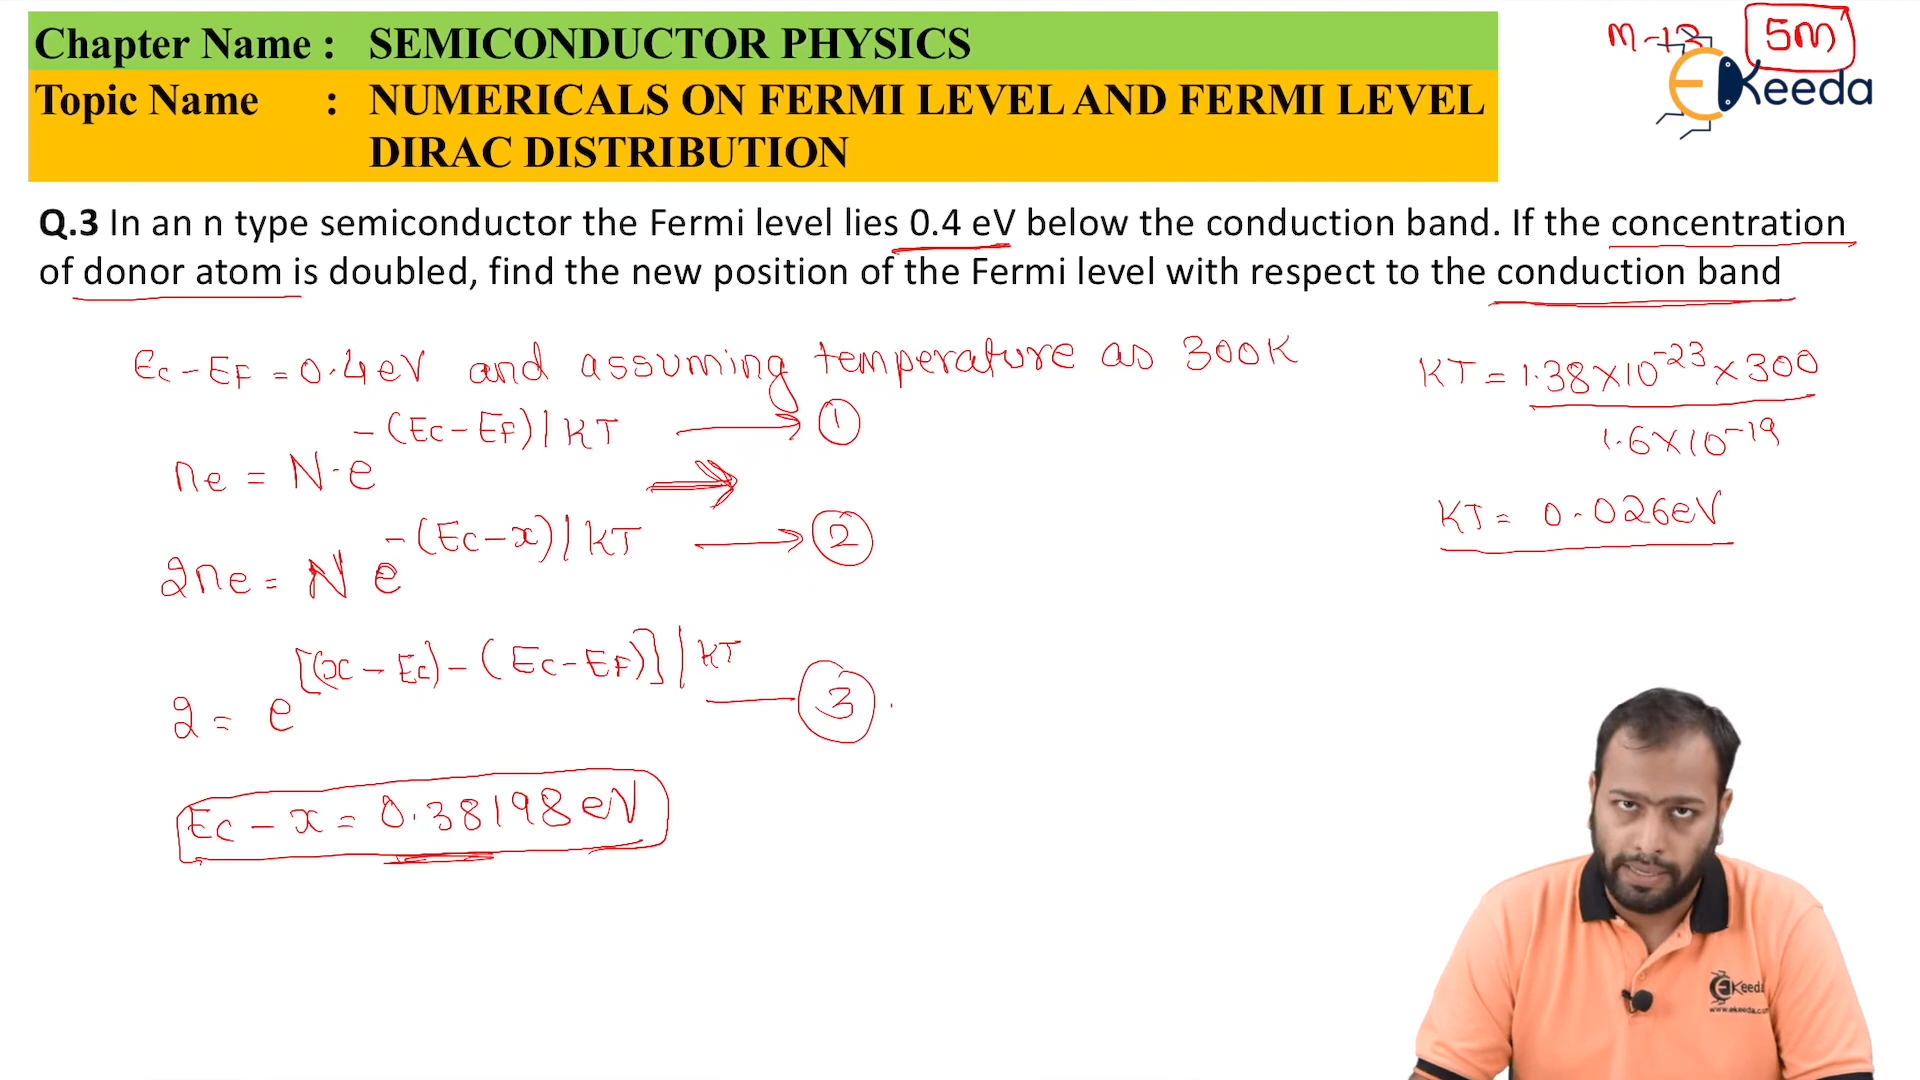 Chapter Name : SEMICONDUCTOR PHYSICS
Topic Name : NUMERICALS ON FERMI LEVEL AND FERMI LEVEL
DIRAC DISTRIBUTION
M-13 5M
EKeeda
Q.3 In an n type semiconductor the Fermi level lies 0.4 eV below the conduction band. If the concentration
of donor atom is doubled, find the new position of the Fermi level with respect to the conduction band
Ec - EF = 0.4eV and assuming temperature as 300K
ne = N·e^-(Ec-EF)|KT → ①
2ne = N e^-(Ec-x)|KT → ②
2 = e^[(x-Ec)-(Ec-EF)]|KT — ③
Ec - x = 0.38198 eV
KT = 1.38×10^-23 × 300
1.6×10^-19
KT = 0.026eV
EKeeda